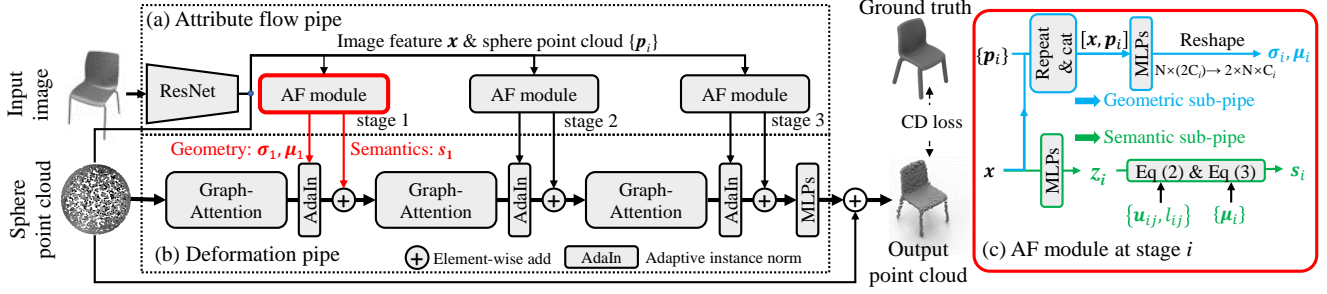 (a) Attribute flow pipe
Input
image
ResNet
Image feature x & sphere point cloud {p_i}
AF module
AF module
AF module
stage 1
stage 2
stage 3
Geometry: σ₁, μ₁
Semantics: s₁
Sphere
point cloud
Graph-
Attention
AdaIn
Graph-
Attention
AdaIn
Graph-
Attention
AdaIn
MLPs
(b) Deformation pipe
Element-wise add
AdaIn
Adaptive instance norm
Ground truth
CD loss
Output
point cloud
{p_i}
Repeat
& cat
[x, p_i]
MLPs
Reshape
N×(2C_i)→ 2×N×C_i
σ_i, μ_i
Geometric sub-pipe
Semantic sub-pipe
x
MLPs
z_i
Eq (2) & Eq (3)
s_i
{u_ij, l_ij}
{μ_i}
(c) AF module at stage i